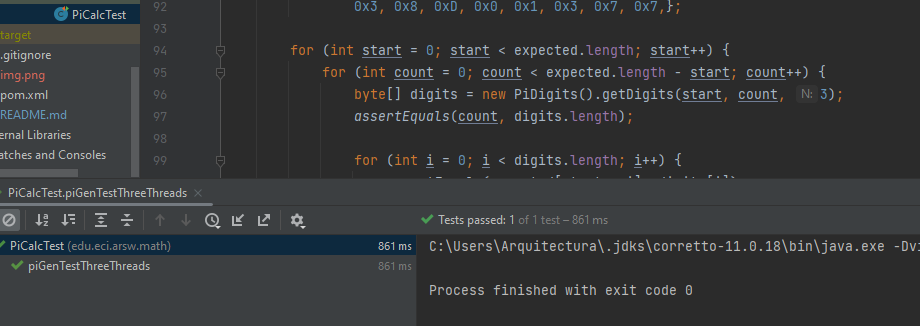 PiCalcTest
target
.gitignore
img.png
pom.xml
README.md
ernal Libraries
atches and Consoles
92 0x3, 0x8, 0xD, 0x0, 0x1, 0x3, 0x7, 0x7,};
93
94 for (int start = 0; start < expected.length; start++) {
95 for (int count = 0; count < expected.length - start; count++) {
96 byte[] digits = new PiDigits().getDigits(start, count, N: 3);
97 assertEquals(count, digits.length);
98
99 for (int i = 0; i < digits.length; i++) {
PiCalcTest.piGenTestThreeThreads ×
Tests passed: 1 of 1 test – 861 ms
PiCalcTest (edu.eci.arsw.math) 861 ms
piGenTestThreeThreads 861 ms
C:\Users\Arquitectura\.jdks\corretto-11.0.18\bin\java.exe -Dvi
Process finished with exit code 0